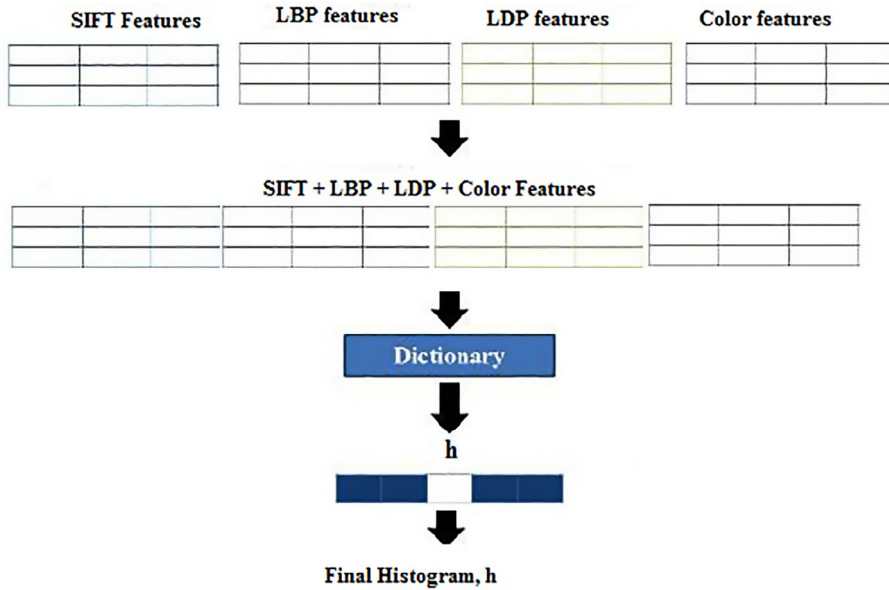 SIFT Features
LBP features
LDP features
Color features
SIFT + LBP + LDP + Color Features
Dictionary
h
Final Histogram, h